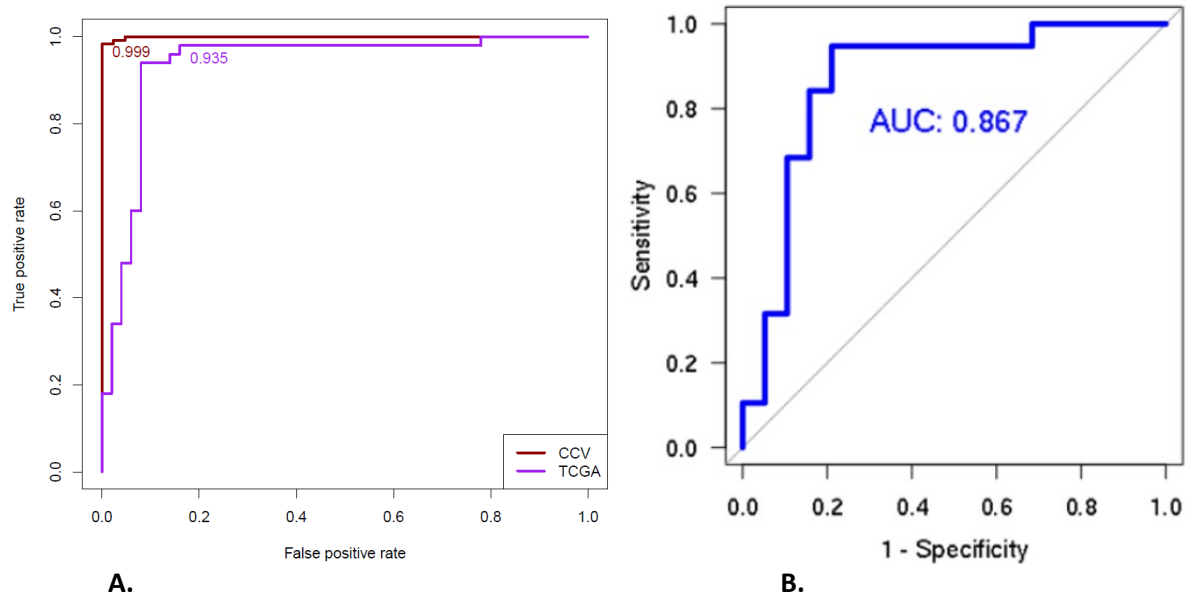 1.0
0.8
0.6
0.4
0.2
0.0
True positive rate
0.999
0.935
CCV
TCGA
0.0 0.2 0.4 0.6 0.8 1.0
False positive rate
A.
1.0
0.8
0.6
0.4
0.2
0.0
Sensitivity
AUC: 0.867
0.0 0.2 0.4 0.6 0.8 1.0
1 - Specificity
B.